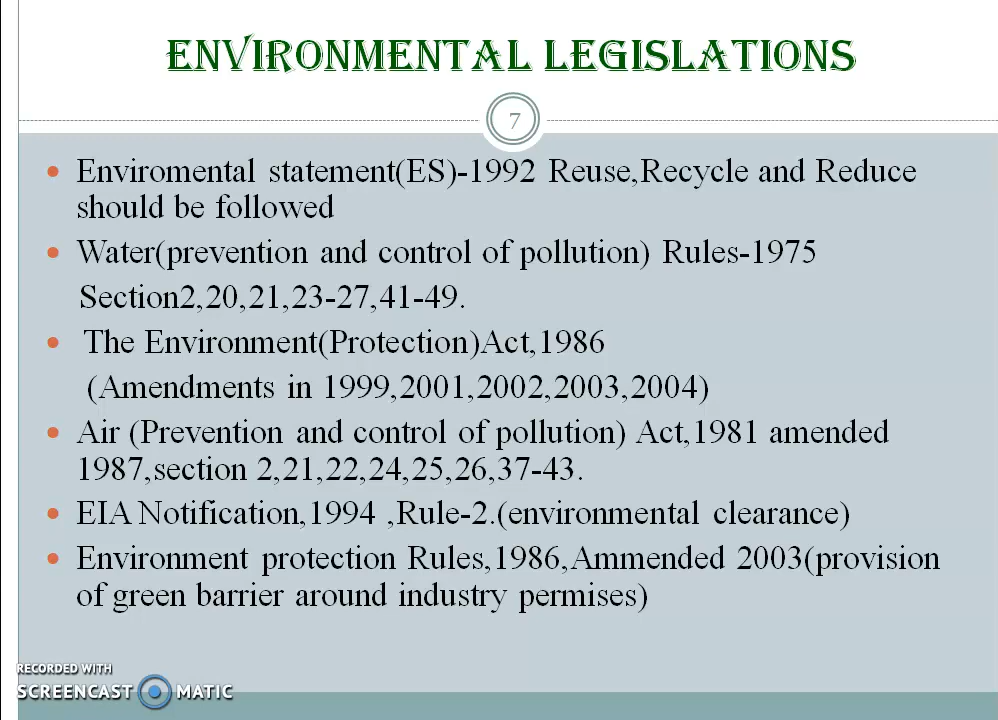 ENVIRONMENTAL LEGISLATIONS
7
• Enviromental statement(ES)-1992 Reuse,Recycle and Reduce
should be followed
• Water(prevention and control of pollution) Rules-1975
Section2,20,21,23-27,41-49.
• The Environment(Protection)Act,1986
(Amendments in 1999,2001,2002,2003,2004)
• Air (Prevention and control of pollution) Act,1981 amended
1987,section 2,21,22,24,25,26,37-43.
• EIA Notification,1994 ,Rule-2.(environmental clearance)
• Environment protection Rules,1986,Ammended 2003(provision
of green barrier around industry permises)
RECORDED WITH
SCREENCAST MATIC